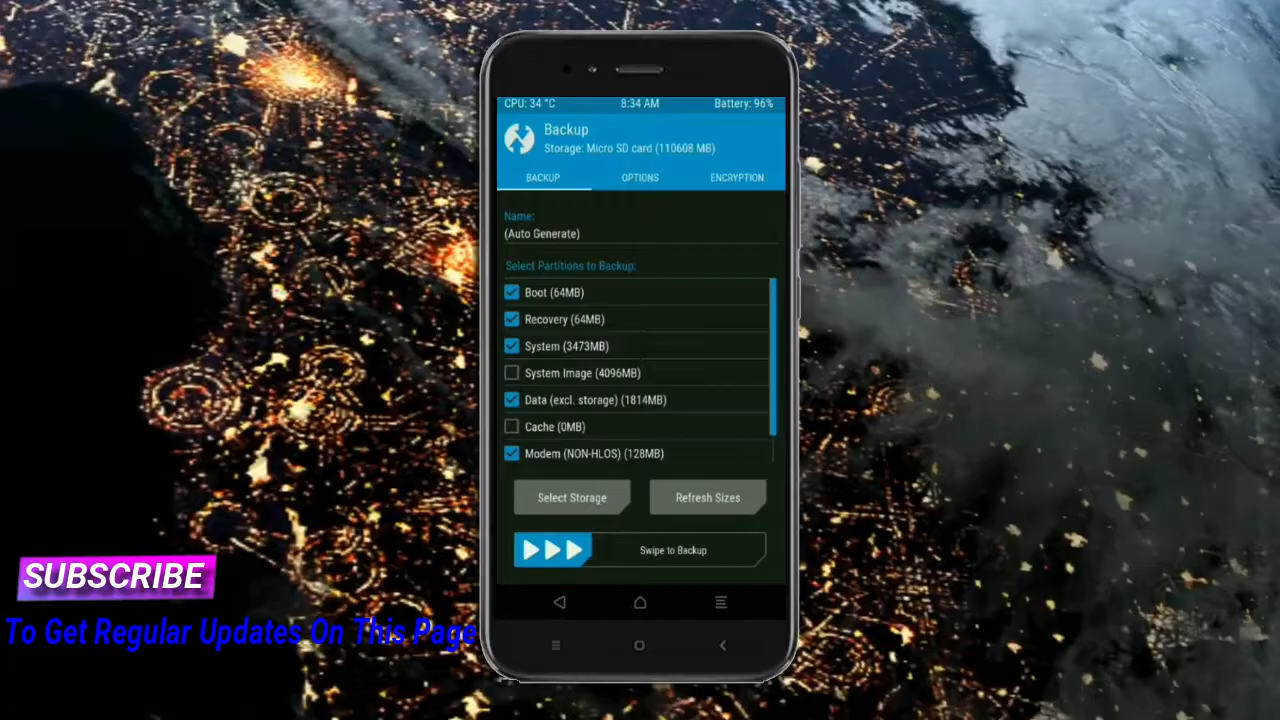 CPU: 34 °C 8:34 AM Battery: 96%
Backup
Storage: Micro SD card (110608 MB)
BACKUP OPTIONS ENCRYPTION
Name:
(Auto Generate)
Select Partitions to Backup:
Boot (64MB)
Recovery (64MB)
System (3473MB)
System Image (4096MB)
Data (excl. storage) (1814MB)
Cache (0MB)
Modem (NON-HLOS) (128MB)
Select Storage Refresh Sizes
Swipe to Backup
SUBSCRIBE
To Get Regular Updates On This Page